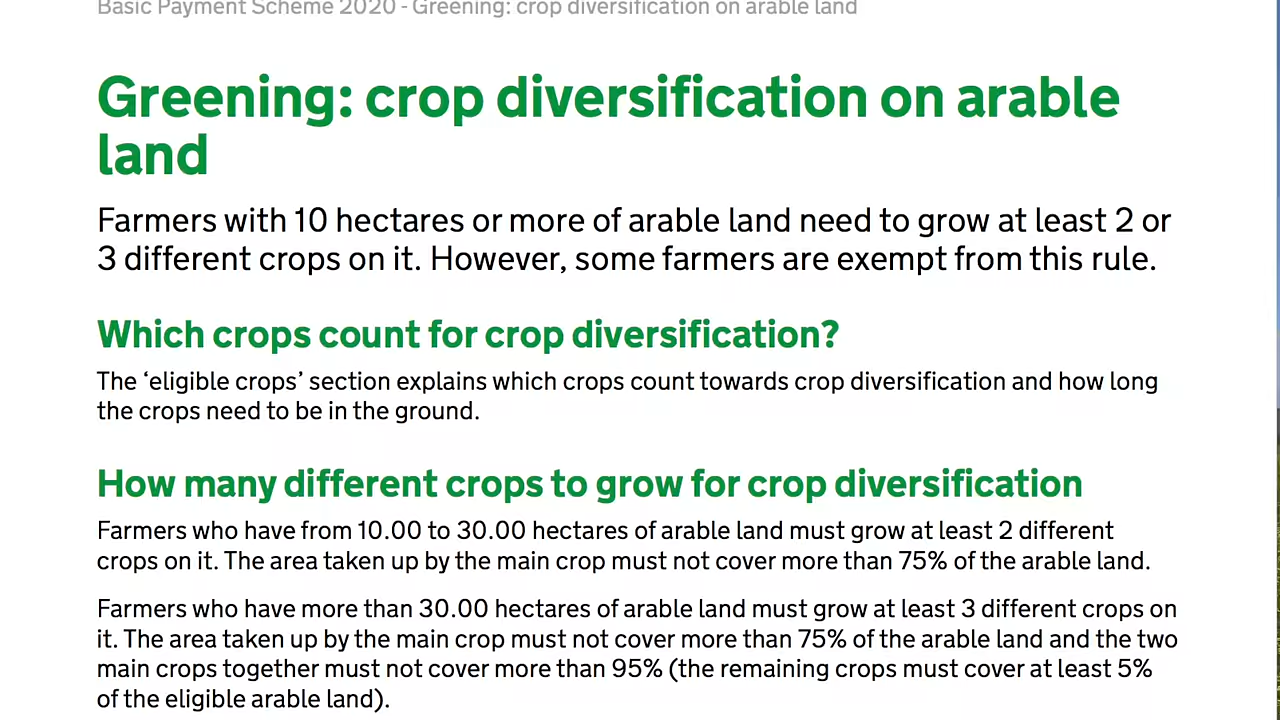 Basic Payment Scheme 2020 - Greening: crop diversification on arable land
Greening: crop diversification on arable
land
Farmers with 10 hectares or more of arable land need to grow at least 2 or
3 different crops on it. However, some farmers are exempt from this rule.
Which crops count for crop diversification?
The ‘eligible crops’ section explains which crops count towards crop diversification and how long
the crops need to be in the ground.
How many different crops to grow for crop diversification
Farmers who have from 10.00 to 30.00 hectares of arable land must grow at least 2 different
crops on it. The area taken up by the main crop must not cover more than 75% of the arable land.
Farmers who have more than 30.00 hectares of arable land must grow at least 3 different crops on
it. The area taken up by the main crop must not cover more than 75% of the arable land and the two
main crops together must not cover more than 95% (the remaining crops must cover at least 5%
of the eligible arable land).